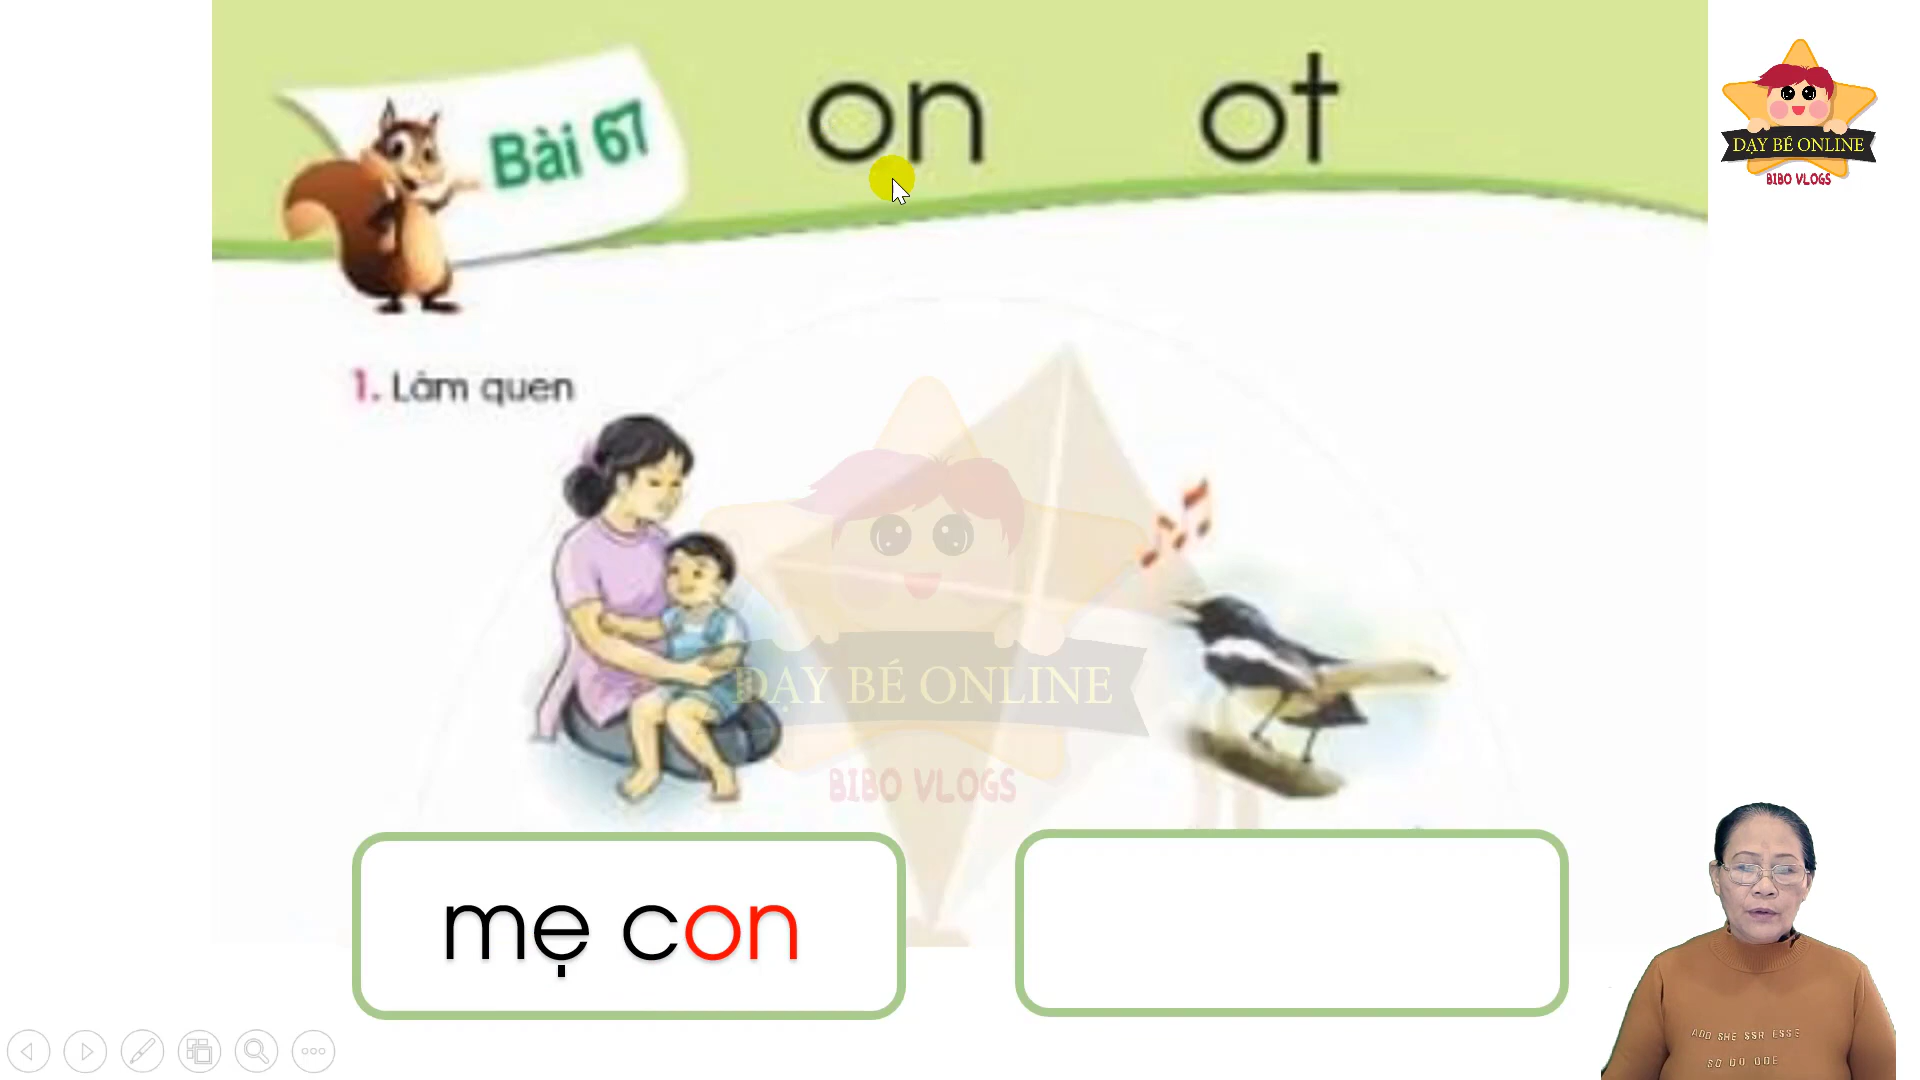 Bài 67
on ot
DẠY BÉ ONLINE
BIBO VLOGS
1. Làm quen
DẠY BÉ ONLINE
BIBO VLOGS
mẹ con